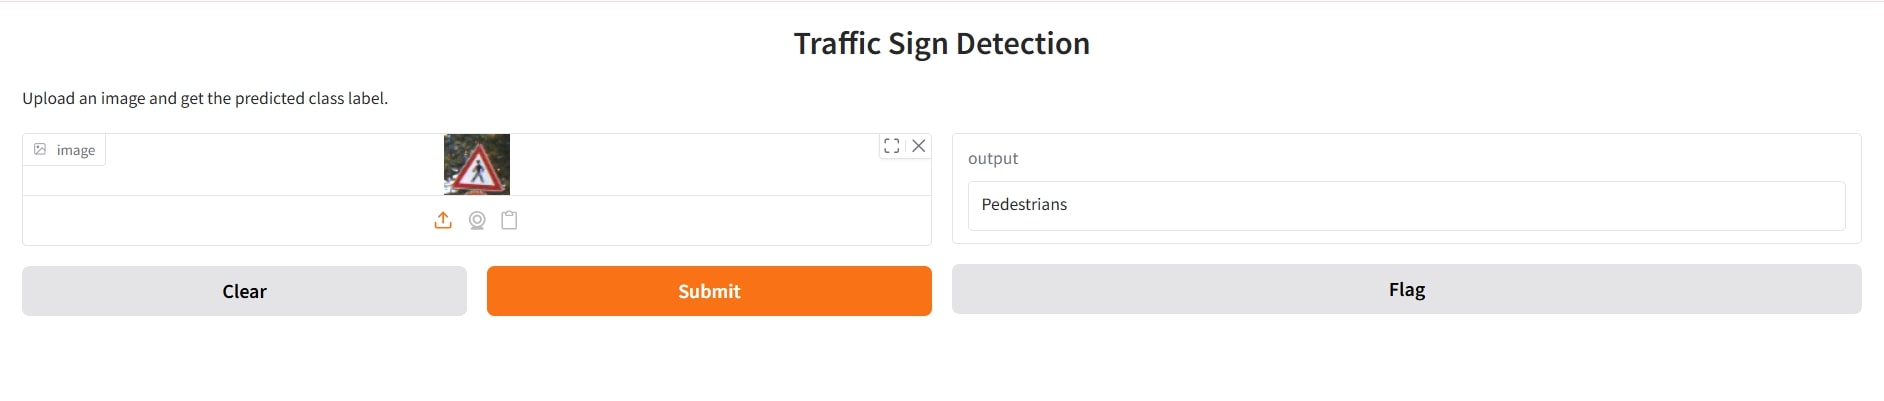 Traffic Sign Detection
Upload an image and get the predicted class label.
image
output
Pedestrians
Clear
Submit
Flag